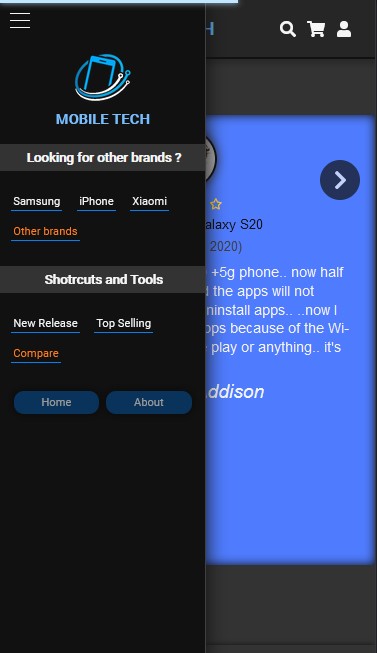 MOBILE TECH
Looking for other brands ?
Samsung iPhone Xiaomi
Other brands
Shotrcuts and Tools
New Release Top Selling
Compare
Home About
H
alaxy S20
2020)
+5g phone.. now half
the apps will not
ninstall apps.. ..now I
ops because of the Wi-
play or anything.. it's
Addison